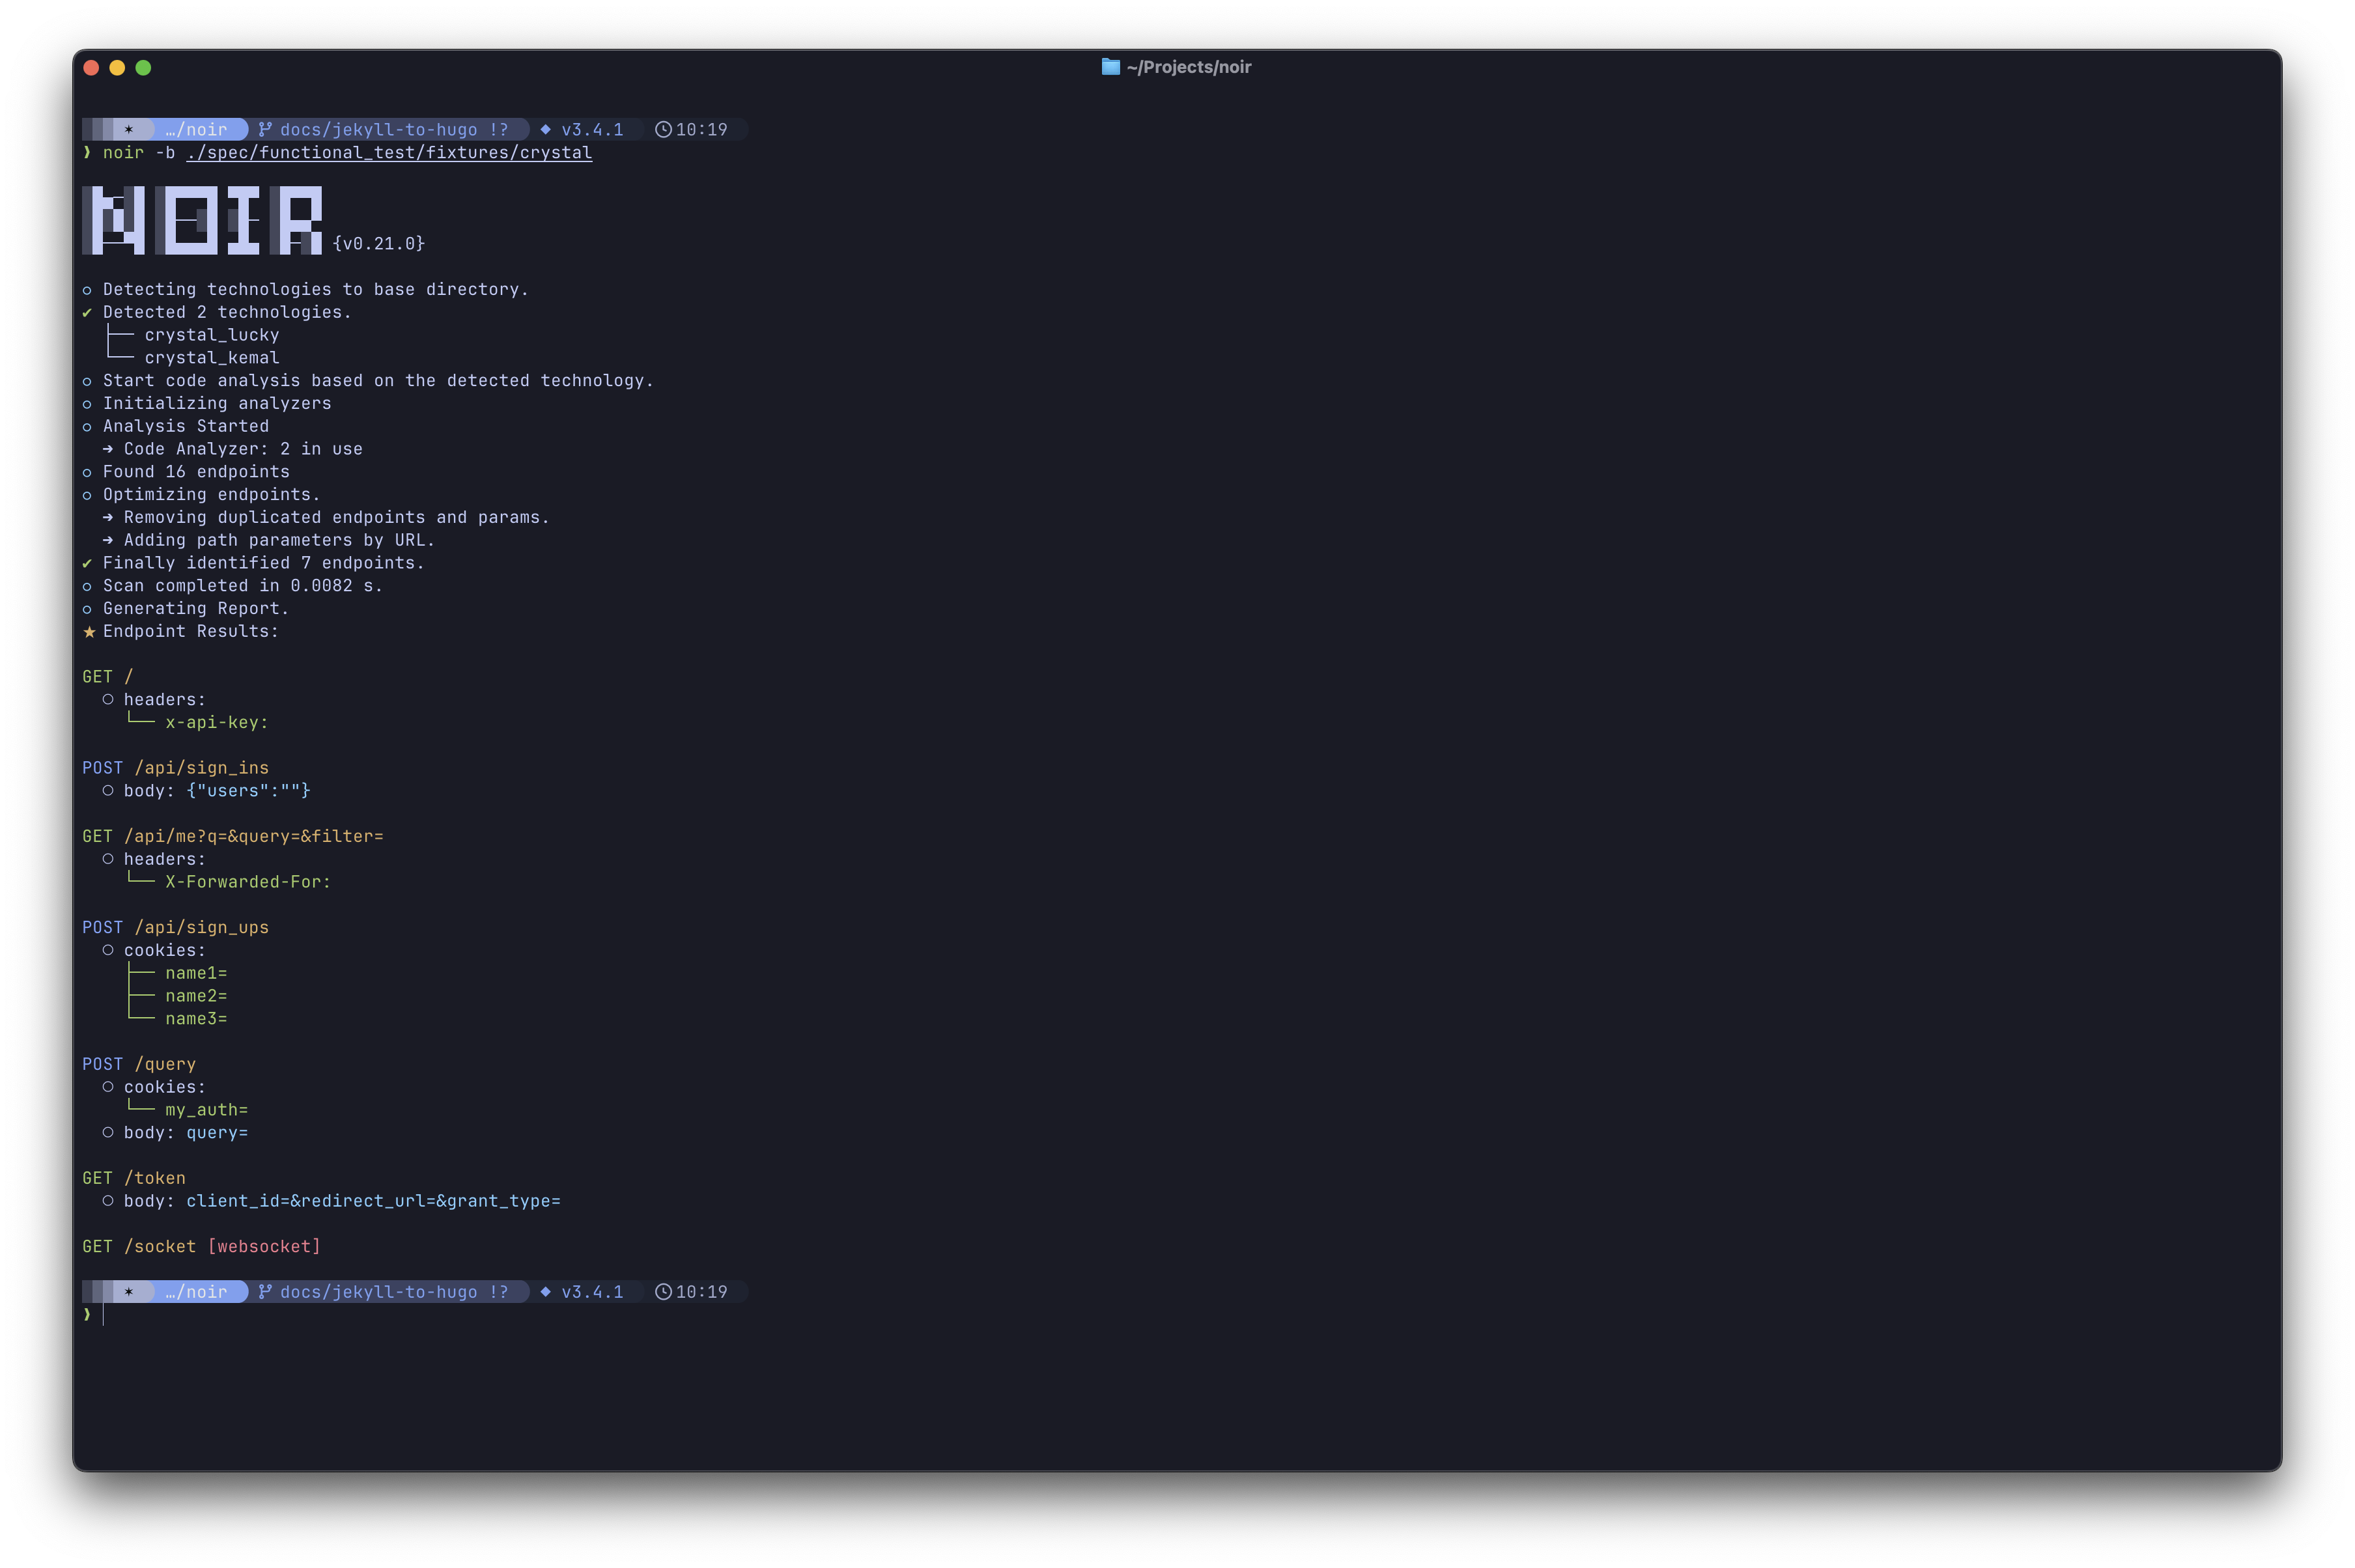 ~/Projects/noir
…/noir docs/jekyll-to-hugo !? v3.4.1 10:19
❱ noir -b ./spec/functional_test/fixtures/crystal
NOIR {v0.21.0}
○ Detecting technologies to base directory.
✔ Detected 2 technologies.
├── crystal_lucky
└── crystal_kemal
○ Start code analysis based on the detected technology.
○ Initializing analyzers
○ Analysis Started
➔ Code Analyzer: 2 in use
○ Found 16 endpoints
○ Optimizing endpoints.
➔ Removing duplicated endpoints and params.
➔ Adding path parameters by URL.
✔ Finally identified 7 endpoints.
○ Scan completed in 0.0082 s.
○ Generating Report.
★ Endpoint Results:
GET /
○ headers:
└── x-api-key:
POST /api/sign_ins
○ body: {"users":""}
GET /api/me?q=&query=&filter=
○ headers:
└── X-Forwarded-For:
POST /api/sign_ups
○ cookies:
├── name1=
├── name2=
└── name3=
POST /query
○ cookies:
└── my_auth=
○ body: query=
GET /token
○ body: client_id=&redirect_url=&grant_type=
GET /socket [websocket]
…/noir docs/jekyll-to-hugo !? v3.4.1 10:19
❱